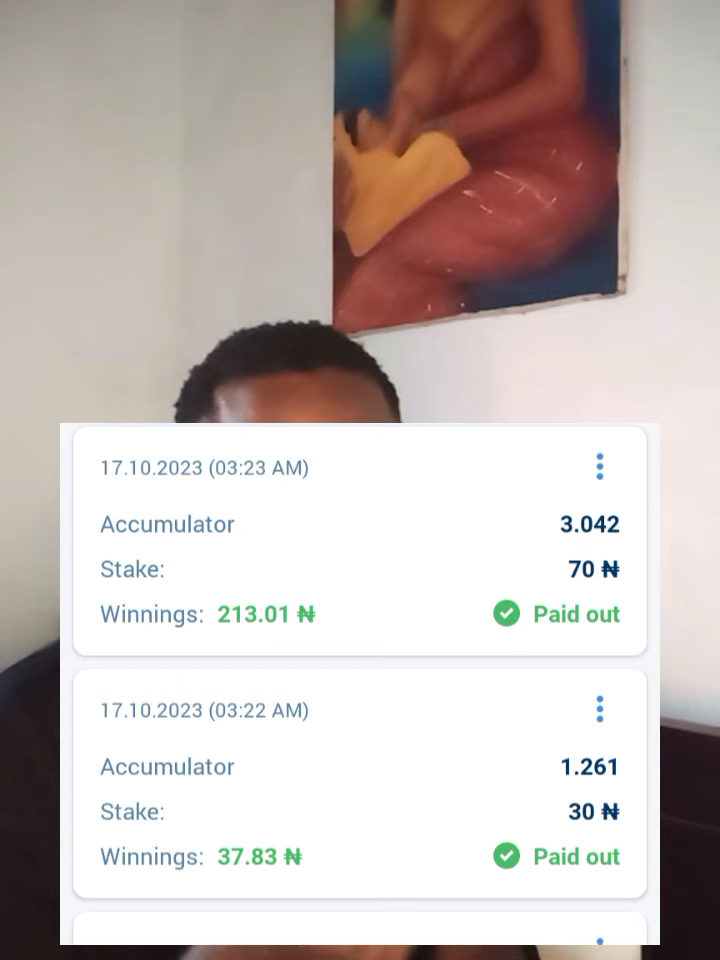 17.10.2023 (03:23 AM)
Accumulator 3.042
Stake: 70 ₦
Winnings: 213.01 ₦ Paid out
17.10.2023 (03:22 AM)
Accumulator 1.261
Stake: 30 ₦
Winnings: 37.83 ₦ Paid out